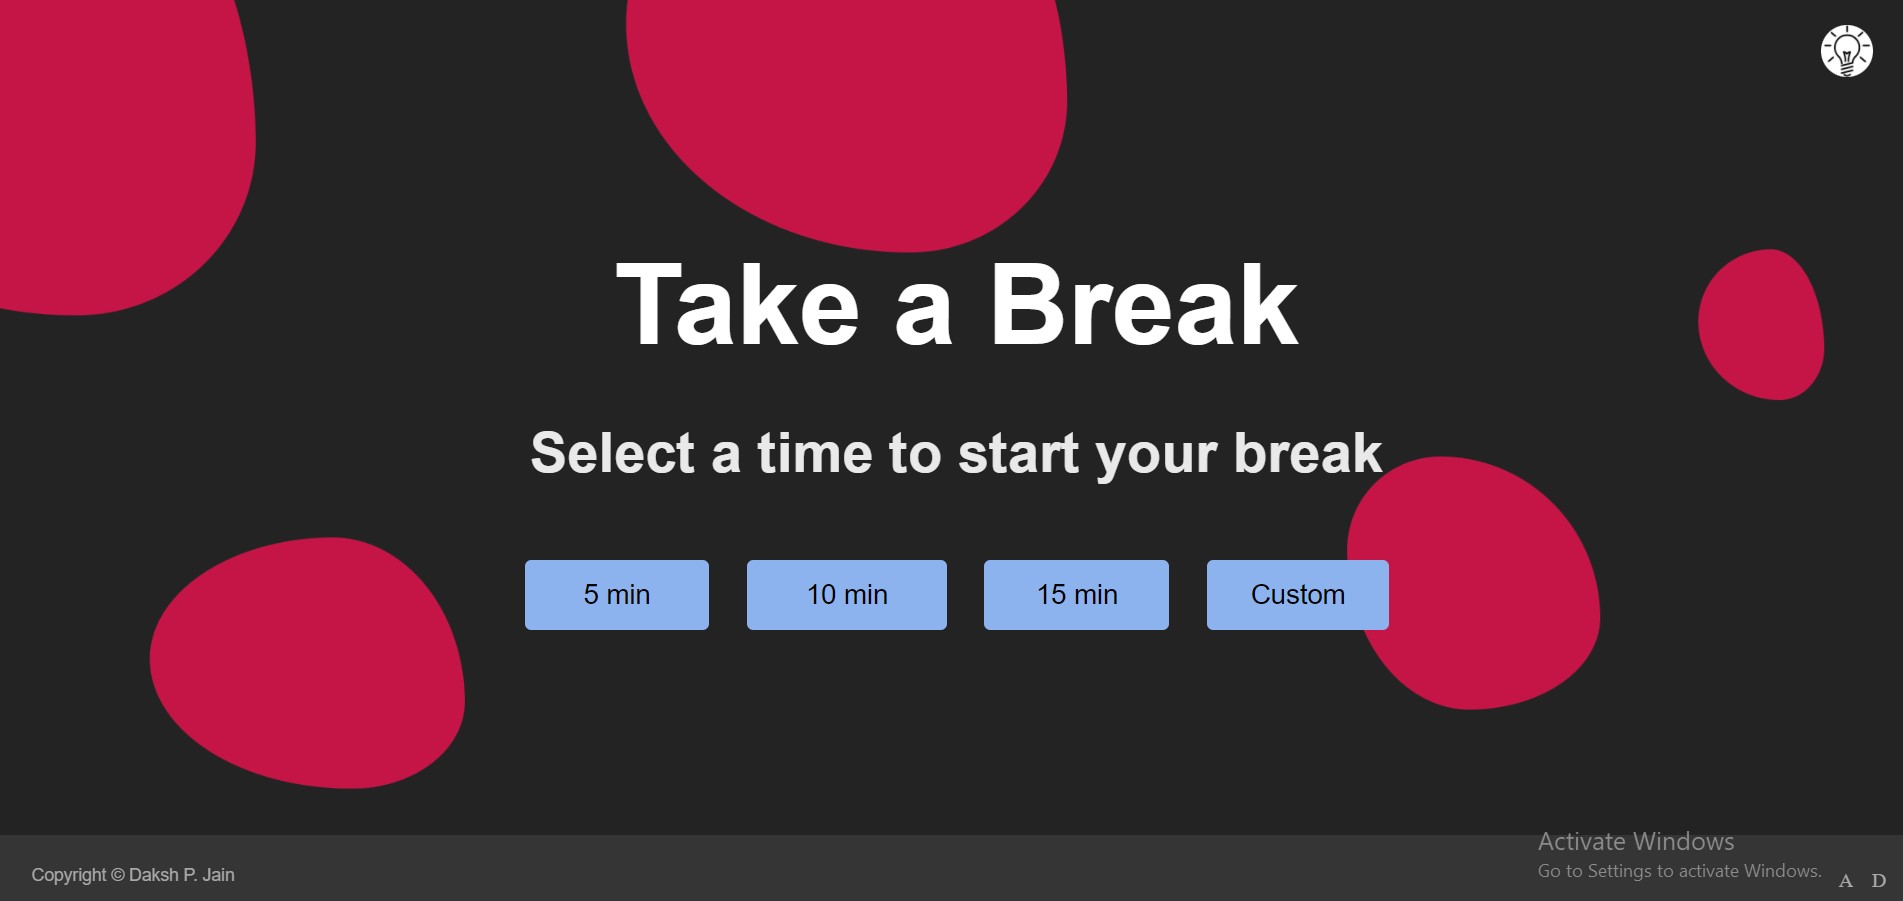 Take a Break
Select a time to start your break
5 min
10 min
15 min
Custom
Activate Windows
Go to Settings to activate Windows.
Copyright © Daksh P. Jain
A D